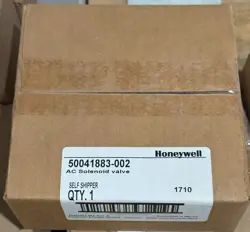 Honeywell
50041883-002
AC Solenoid valve
SELF SHIPPER
QTY. 1
1710